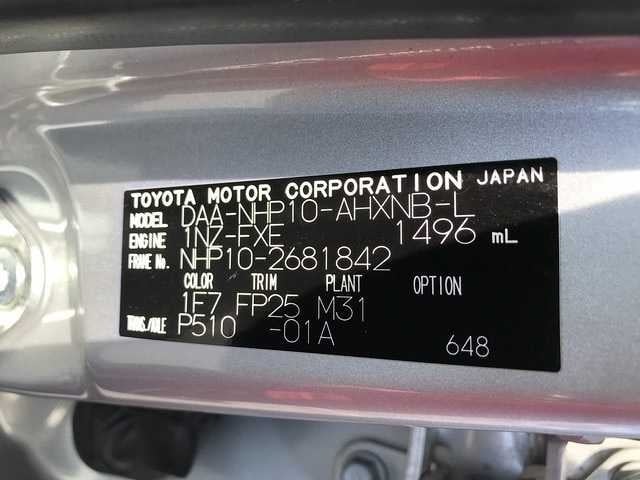 TOYOTA MOTOR CORPORATION JAPAN
MODEL DAA-NHP10-AHXNB-L
ENGINE 1NZ-FXE 1496 mL
FRAME No. NHP10-2681842
COLOR TRIM PLANT OPTION
1F7 FP25 M31
TRANS./AXLE P510 -01A
648